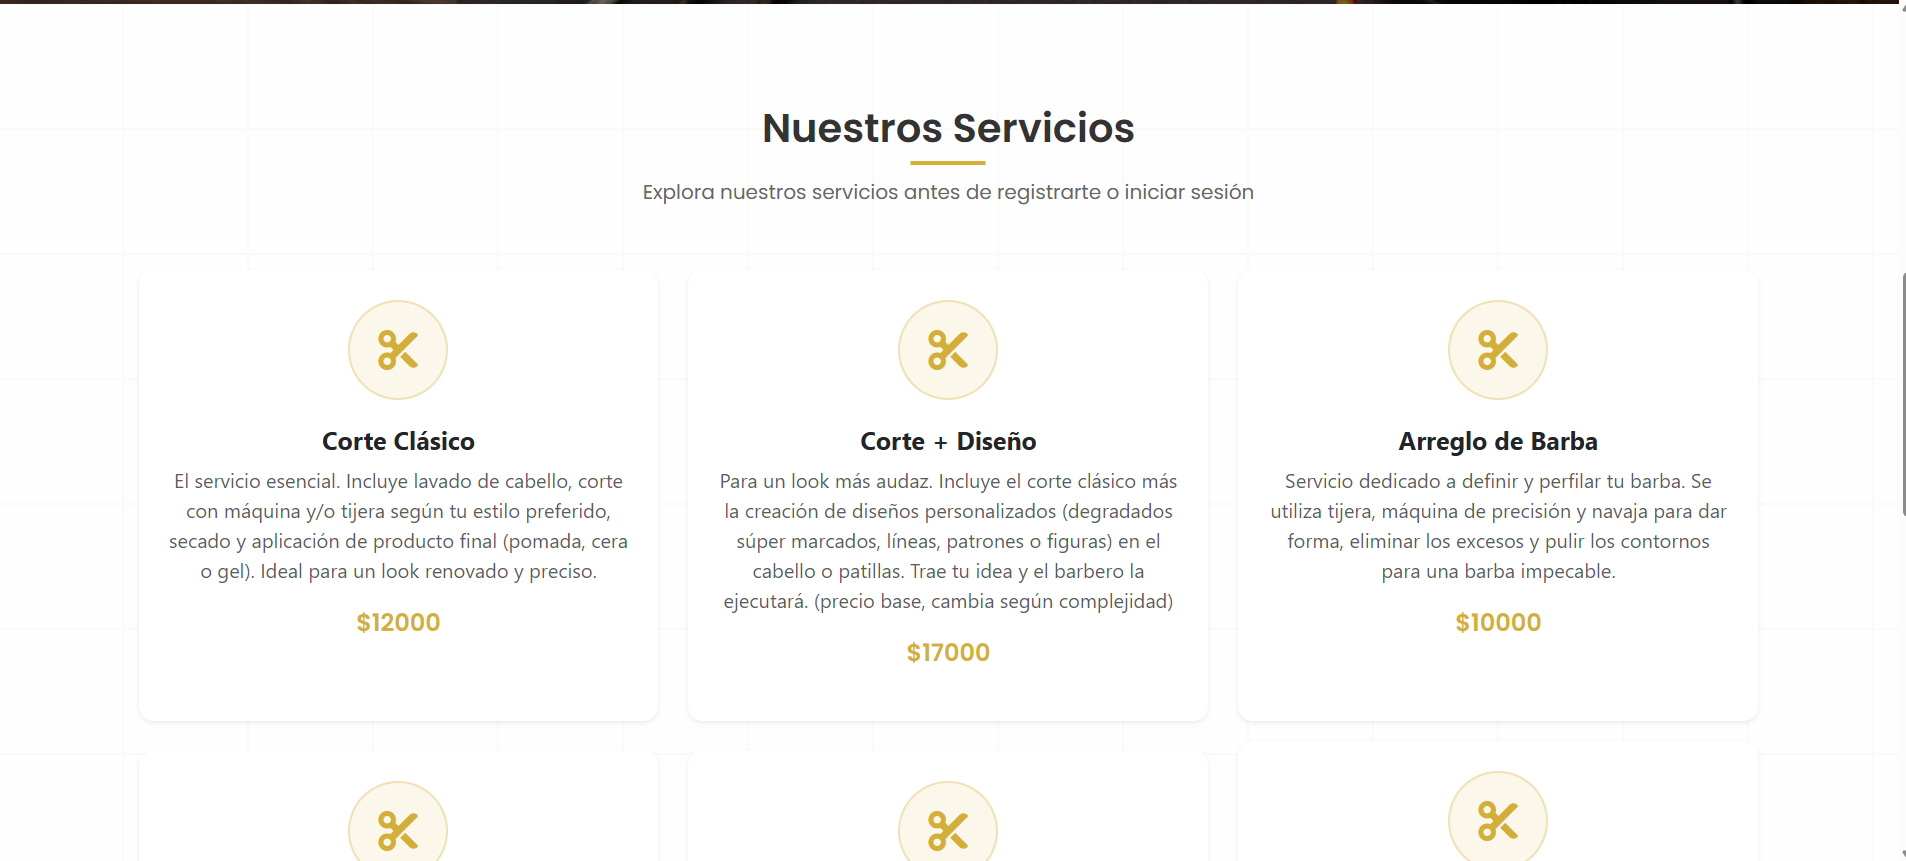 Nuestros Servicios
Explora nuestros servicios antes de registrarte o iniciar sesión
Corte Clásico
El servicio esencial. Incluye lavado de cabello, corte
con máquina y/o tijera según tu estilo preferido,
secado y aplicación de producto final (pomada, cera
o gel). Ideal para un look renovado y preciso.
$12000
Corte + Diseño
Para un look más audaz. Incluye el corte clásico más
la creación de diseños personalizados (degradados
súper marcados, líneas, patrones o figuras) en el
cabello o patillas. Trae tu idea y el barbero la
ejecutará. (precio base, cambia según complejidad)
$17000
Arreglo de Barba
Servicio dedicado a definir y perfilar tu barba. Se
utiliza tijera, máquina de precisión y navaja para dar
forma, eliminar los excesos y pulir los contornos
para una barba impecable.
$10000